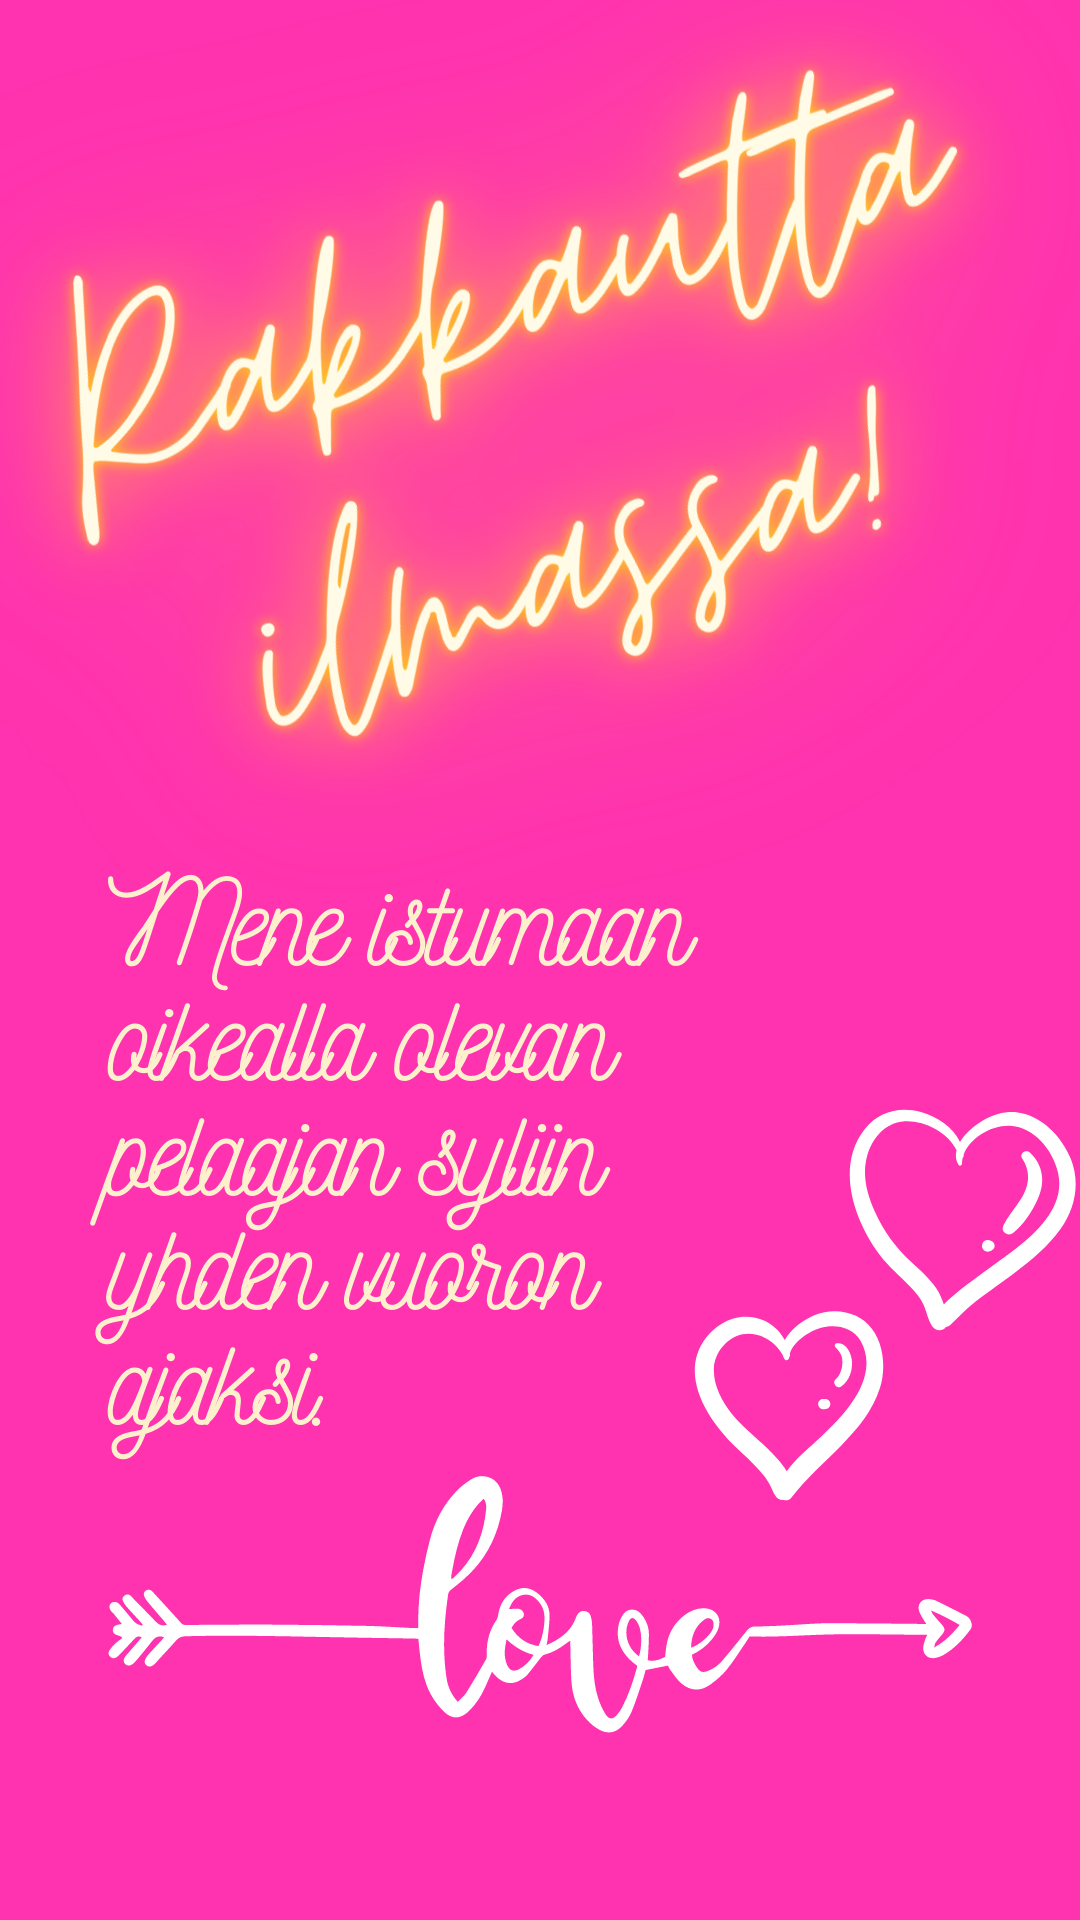 Rakkautta
ilmassa!
Mene istumaan
oikealla olevan
pelaajan syliin
yhden vuoron
ajaksi.
love